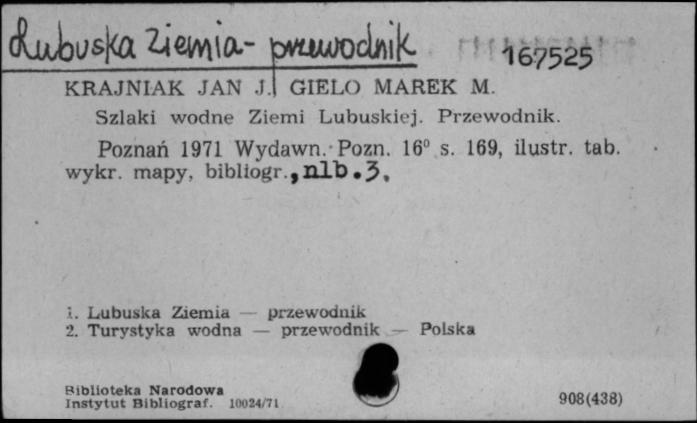 Lubuska Ziemia - przewodnik 167525
KRAJNIAK JAN J. GIELO MAREK M.
Szlaki wodne Ziemi Lubuskiej. Przewodnik.
Poznań 1971 Wydawn. Pozn. 16° s. 169, ilustr. tab.
wykr. mapy, bibliogr., nlb. 3.
1. Lubuska Ziemia — przewodnik
2. Turystyka wodna — przewodnik — Polska
Biblioteka Narodowa
Instytut Bibliograf. 10024/71
908(438)